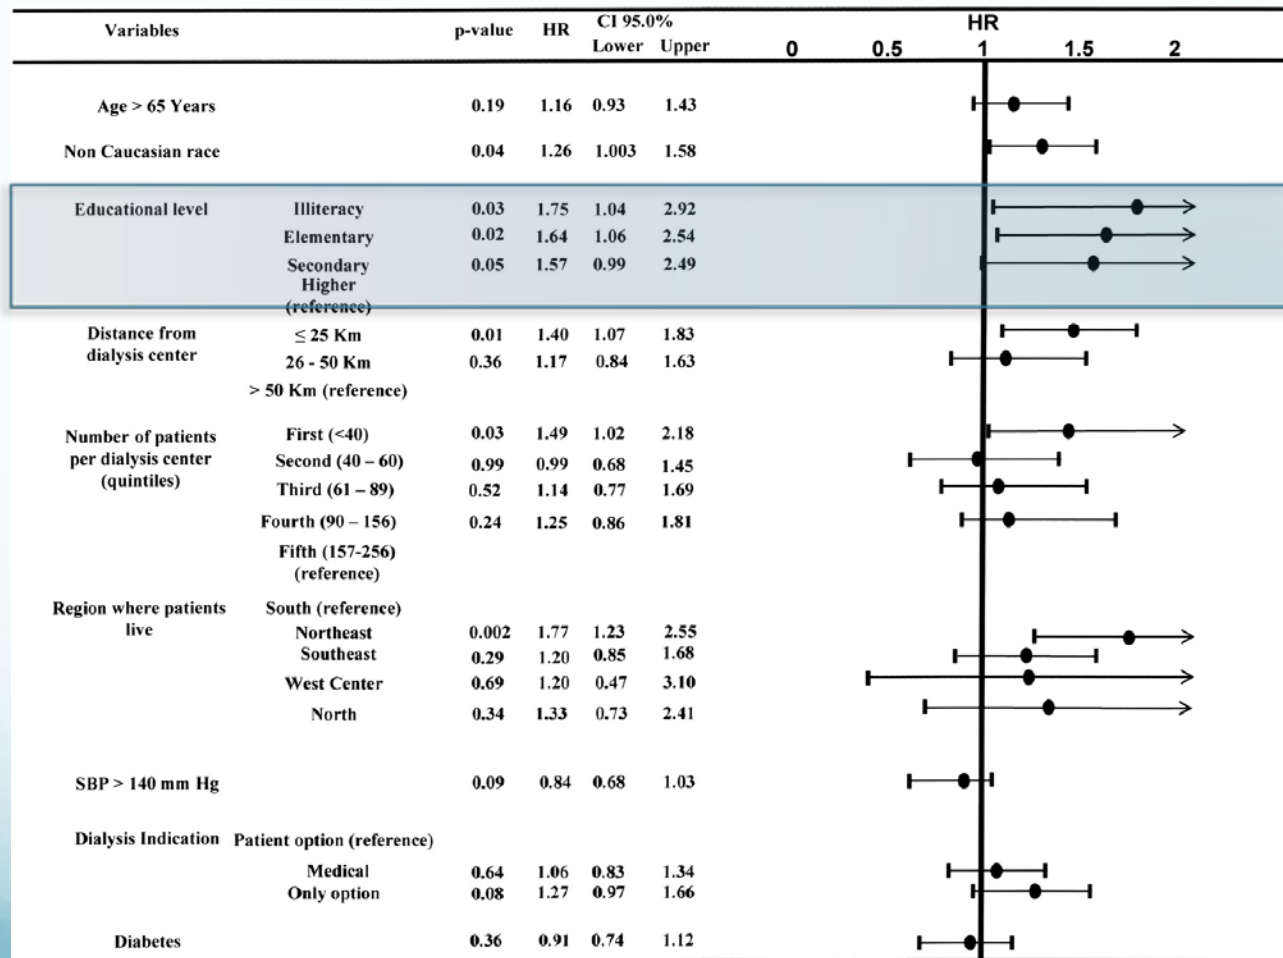 Variables p-value HR CI 95.0% HR
Lower Upper 0 0.5 1 1.5 2
Age > 65 Years 0.19 1.16 0.93 1.43
Non Caucasian race 0.04 1.26 1.003 1.58
Educational level Illiteracy 0.03 1.75 1.04 2.92
Elementary 0.02 1.64 1.06 2.54
Secondary 0.05 1.57 0.99 2.49
Higher
(reference)
Distance from ≤ 25 Km 0.01 1.40 1.07 1.83
dialysis center 26 - 50 Km 0.36 1.17 0.84 1.63
> 50 Km (reference)
Number of patients First (<40) 0.03 1.49 1.02 2.18
per dialysis center Second (40 – 60) 0.99 0.99 0.68 1.45
(quintiles) Third (61 – 89) 0.52 1.14 0.77 1.69
Fourth (90 – 156) 0.24 1.25 0.86 1.81
Fifth (157-256)
(reference)
Region where patients South (reference)
live Northeast 0.002 1.77 1.23 2.55
Southeast 0.29 1.20 0.85 1.68
West Center 0.69 1.20 0.47 3.10
North 0.34 1.33 0.73 2.41
SBP > 140 mm Hg 0.09 0.84 0.68 1.03
Dialysis Indication Patient option (reference)
Medical 0.64 1.06 0.83 1.34
Only option 0.08 1.27 0.97 1.66
Diabetes 0.36 0.91 0.74 1.12